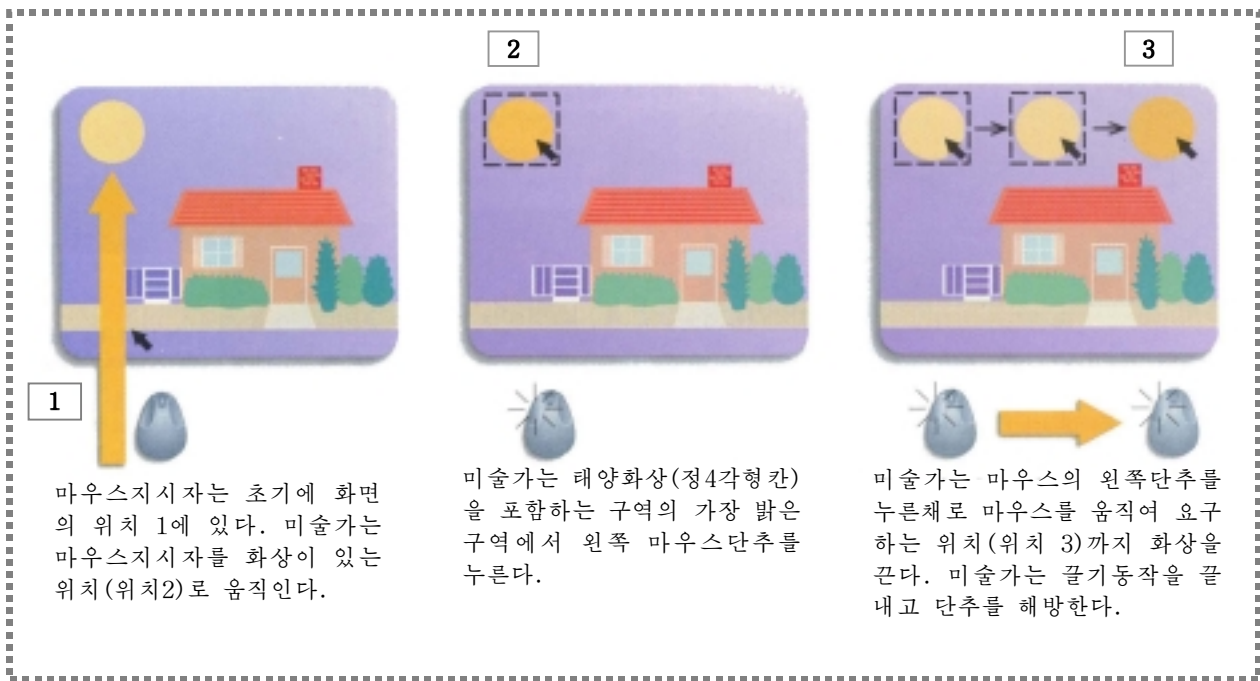 2
3
1
마우스지시자는 초기에 화면
의 위치 1에 있다. 미술가는
마우스지시자를 화상이 있는
위치(위치2)로 움직인다.
미술가는 태양화상(정4각형칸)
을 포함하는 구역의 가장 밝은
구역에서 왼쪽 마우스단추를
누른다.
미술가는 마우스의 왼쪽단추를
누른채로 마우스를 움직여 요구
하는 위치(위치 3)까지 화상을
끈다. 미술가는 끌기동작을 끝
내고 단추를 해방한다.